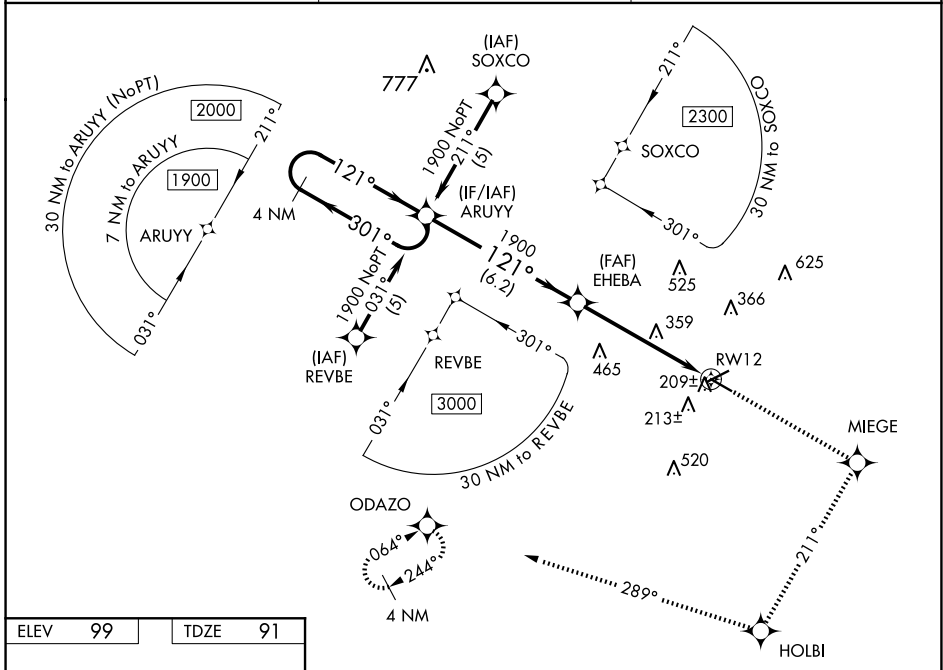 (IAF)
SOXCO
777
1900 NoPT
211°
(5)
30 NM to ARUYY (NoPT)
2000
211°
7 NM to ARUYY
1900
ARUYY
031°
211°
2300
SOXCO
30 NM to SOXCO
301°
121°
4 NM
301°
(IF/IAF)
ARUYY
1900
121°
(6.2)
(FAF)
EHEBA
525
625
366
359
465
RW12
209±
213±
520
1900 NoPT
031°
(5)
(IAF)
REVBE
301°
REVBE
031°
3000
30 NM to REVBE
MIEGE
211°
ODAZO
064°
244°
4 NM
289°
HOLBI
ELEV 99
TDZE 91